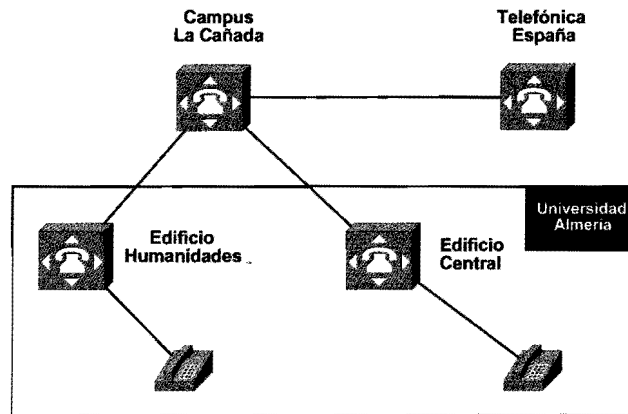 Campus
La Cañada
Telefónica
España
Universidad
Almería
Edificio
Humanidades
Edificio
Central